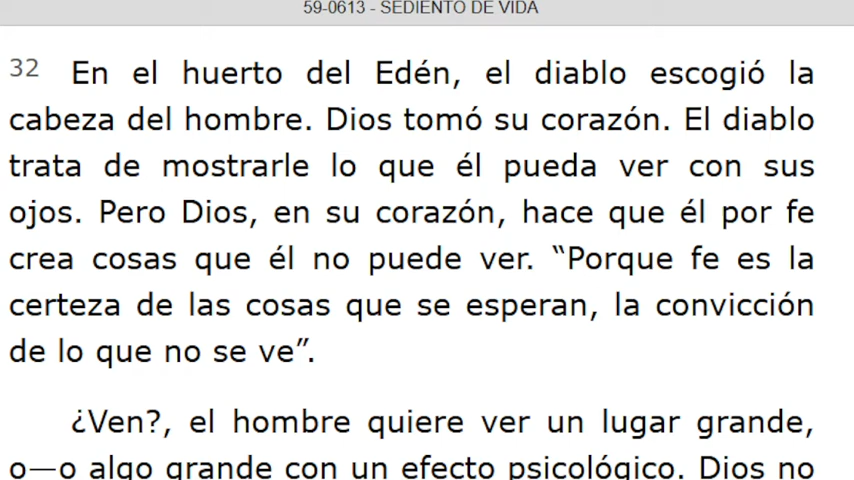 59-0613 - SEDIENTO DE VIDA
32 En el huerto del Edén, el diablo escogió la
cabeza del hombre. Dios tomó su corazón. El diablo
trata de mostrarle lo que él pueda ver con sus
ojos. Pero Dios, en su corazón, hace que él por fe
crea cosas que él no puede ver. “Porque fe es la
certeza de las cosas que se esperan, la convicción
de lo que no se ve”.
¿Ven?, el hombre quiere ver un lugar grande,
o—o algo grande con un efecto psicológico. Dios no